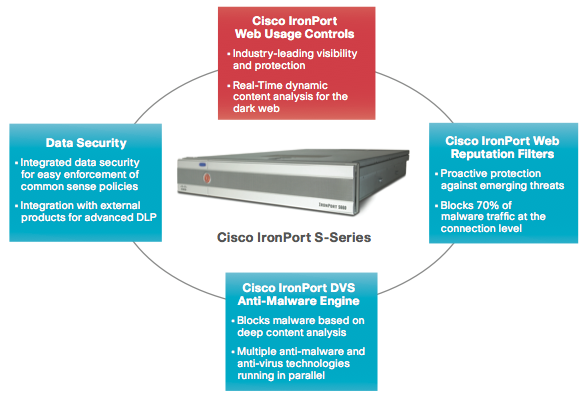 Cisco IronPort
Web Usage Controls
• Industry-leading visibility
and protection
• Real-Time dynamic
content analysis for the
dark web
Data Security
• Integrated data security
for easy enforcement of
common sense policies
• Integration with external
products for advanced DLP
Cisco IronPort Web
Reputation Filters
• Proactive protection
against emerging threats
• Blocks 70% of
malware traffic at the
connection level
Cisco IronPort S-Series
Cisco IronPort DVS
Anti-Malware Engine
• Blocks malware based on
deep content analysis
• Multiple anti-malware and
anti-virus technologies
running in parallel